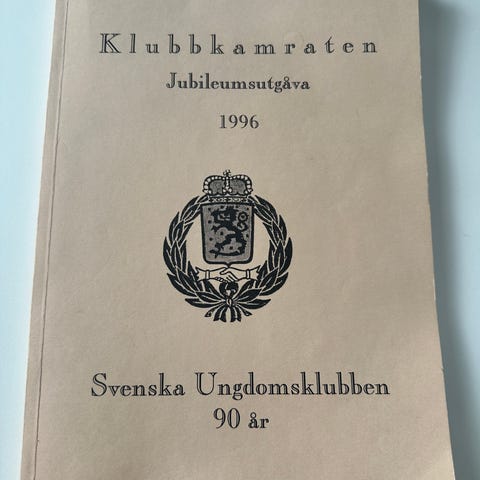 Klubbkamraten
Jubileumsutgåva
1996
Svenska Ungdomsklubben
90 år